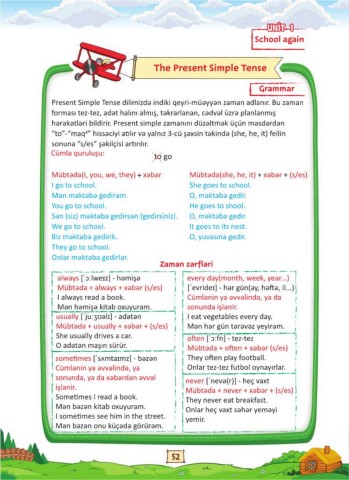 UNIT- 1
School again
The Present Simple Tense
Grammar
Present Simple Tense dilimizdə indiki qeyri-müəyyən zaman adlanır. Bu zaman
forması tez-tez, adət halını almış, təkrarlanan, cədvəl üzrə planlanmış
hərəkətləri bildirir. Present simple zamanını düzəltmək üçün məsdərdən
“to”-“maq” hissəciyi atılır və yalnız 3-cü şəxsin təkində (she, he, it) feilin
sonuna “s/es” şəkilçisi artırılır.
Cümlə quruluşu:
to go
Mübtəda(I, you, we, they) + xəbər
I go to school.
Mən məktəbə gedirəm.
You go to school.
Sən (siz) məktəbə gedirsən (gedirsiniz).
We go to school.
Biz məktəbə gedirik.
They go to school.
Onlar məktəbə gedirlər.
Mübtəda(she, he, it) + xəbər + (s/es)
She goes to school.
O, məktəbə gedir.
He goes to shool.
O, məktəbə gedir.
It goes to its nest.
O, yuvasına gedir.
Zaman zərfləri
always [ˈɔ:lweɪz] - həmişə
Mübtəda + always + xəbər (s/es)
I always read a book.
Mən həmişə kitab oxuyuram.
usually [ˈju:ʒəəlɪ] - adətən
Mübtəda + usually + xəbər + (s/es)
She usually drives a car.
O adətən maşın sürür.
sometimes [ˈsʌmtaɪmz] - bəzən
Cümlənin ya əvvəlində, ya
sonunda, ya da xəbərdən əvvəl
işlənir.
Sometimes I read a book.
Mən bəzən kitab oxuyuram.
I sometimes see him in the street.
Mən bəzən onu küçədə görürəm.
every day(month, week, year...)
[ˈevrideɪ] - hər gün(ay, həftə, il...)
Cümlənin ya əvvəlində, ya da
sonunda işlənir.
I eat vegetables every day.
Mən hər gün tərəvəz yeyirəm.
often [ˈɔ:fn] - tez-tez
Mübtəda + often + xəbər (s/es)
They often play football.
Onlar tez-tez futbol oynayırlar.
never [ˈnevə(r)] - heç vaxt
Mübtəda + never + xəbər + (s/es)
They never eat breakfast.
Onlar heç vaxt səhər yeməyi
yemir.
52